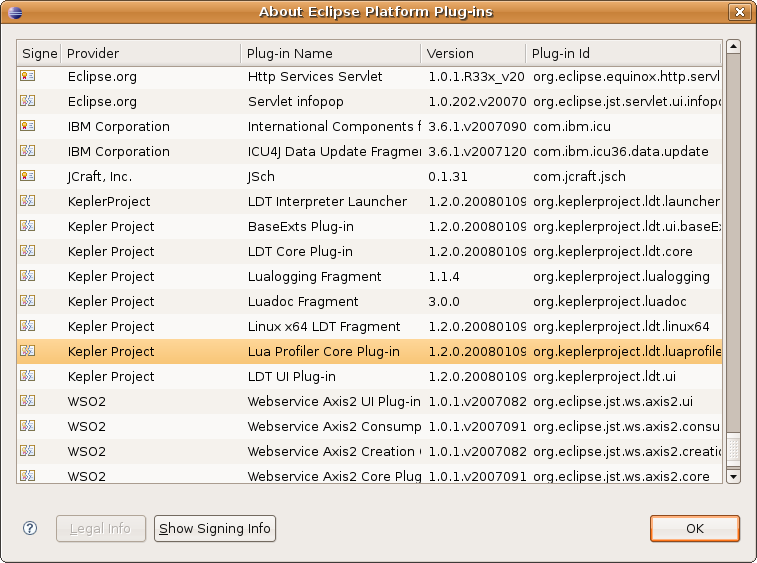 About Eclipse Platform Plug-ins
Signe Provider Plug-in Name Version Plug-in Id
Eclipse.org Http Services Servlet 1.0.1.R33x_v20 org.eclipse.equinox.http.servl
Eclipse.org Servlet infopop 1.0.202.v20070 org.eclipse.jst.servlet.ui.infopo
IBM Corporation International Components f 3.6.1.v2007090 com.ibm.icu
IBM Corporation ICU4J Data Update Fragmer 3.6.1.v2007120 com.ibm.icu36.data.update
JCraft, Inc. JSch 0.1.31 com.jcraft.jsch
KeplerProject LDT Interpreter Launcher 1.2.0.20080109 org.keplerproject.ldt.launcher
Kepler Project BaseExts Plug-in 1.2.0.20080109 org.keplerproject.ldt.ui.baseEx
Kepler Project LDT Core Plug-in 1.2.0.20080109 org.keplerproject.ldt.core
Kepler Project Lualogging Fragment 1.1.4 org.keplerproject.lualogging
Kepler Project Luadoc Fragment 3.0.0 org.keplerproject.luadoc
Kepler Project Linux x64 LDT Fragment 1.2.0.20080109 org.keplerproject.ldt.linux64
Kepler Project Lua Profiler Core Plug-in 1.2.0.20080109 org.keplerproject.ldt.luaprofile
Kepler Project LDT UI Plug-in 1.2.0.20080109 org.keplerproject.ldt.ui
WSO2 Webservice Axis2 UI Plug-in 1.0.1.v2007082 org.eclipse.jst.ws.axis2.ui
WSO2 Webservice Axis2 Consump 1.0.1.v2007091 org.eclipse.jst.ws.axis2.consu
WSO2 Webservice Axis2 Creation ( 1.0.1.v2007082 org.eclipse.jst.ws.axis2.creatio
WSO2 Webservice Axis2 Core Plug 1.0.1.v2007091 org.eclipse.jst.ws.axis2.core
? Legal Info Show Signing Info OK